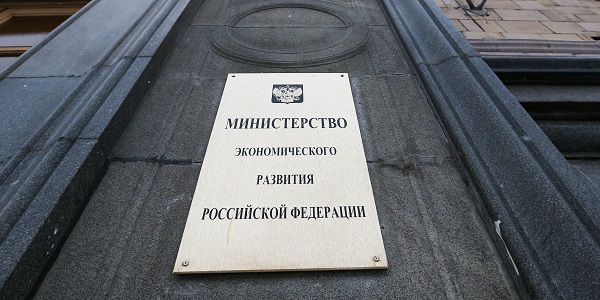 МИНИСТЕРСТВО
ЭКОНОМИЧЕСКОГО
РАЗВИТИЯ
РОССИЙСКОЙ ФЕДЕРАЦИИ